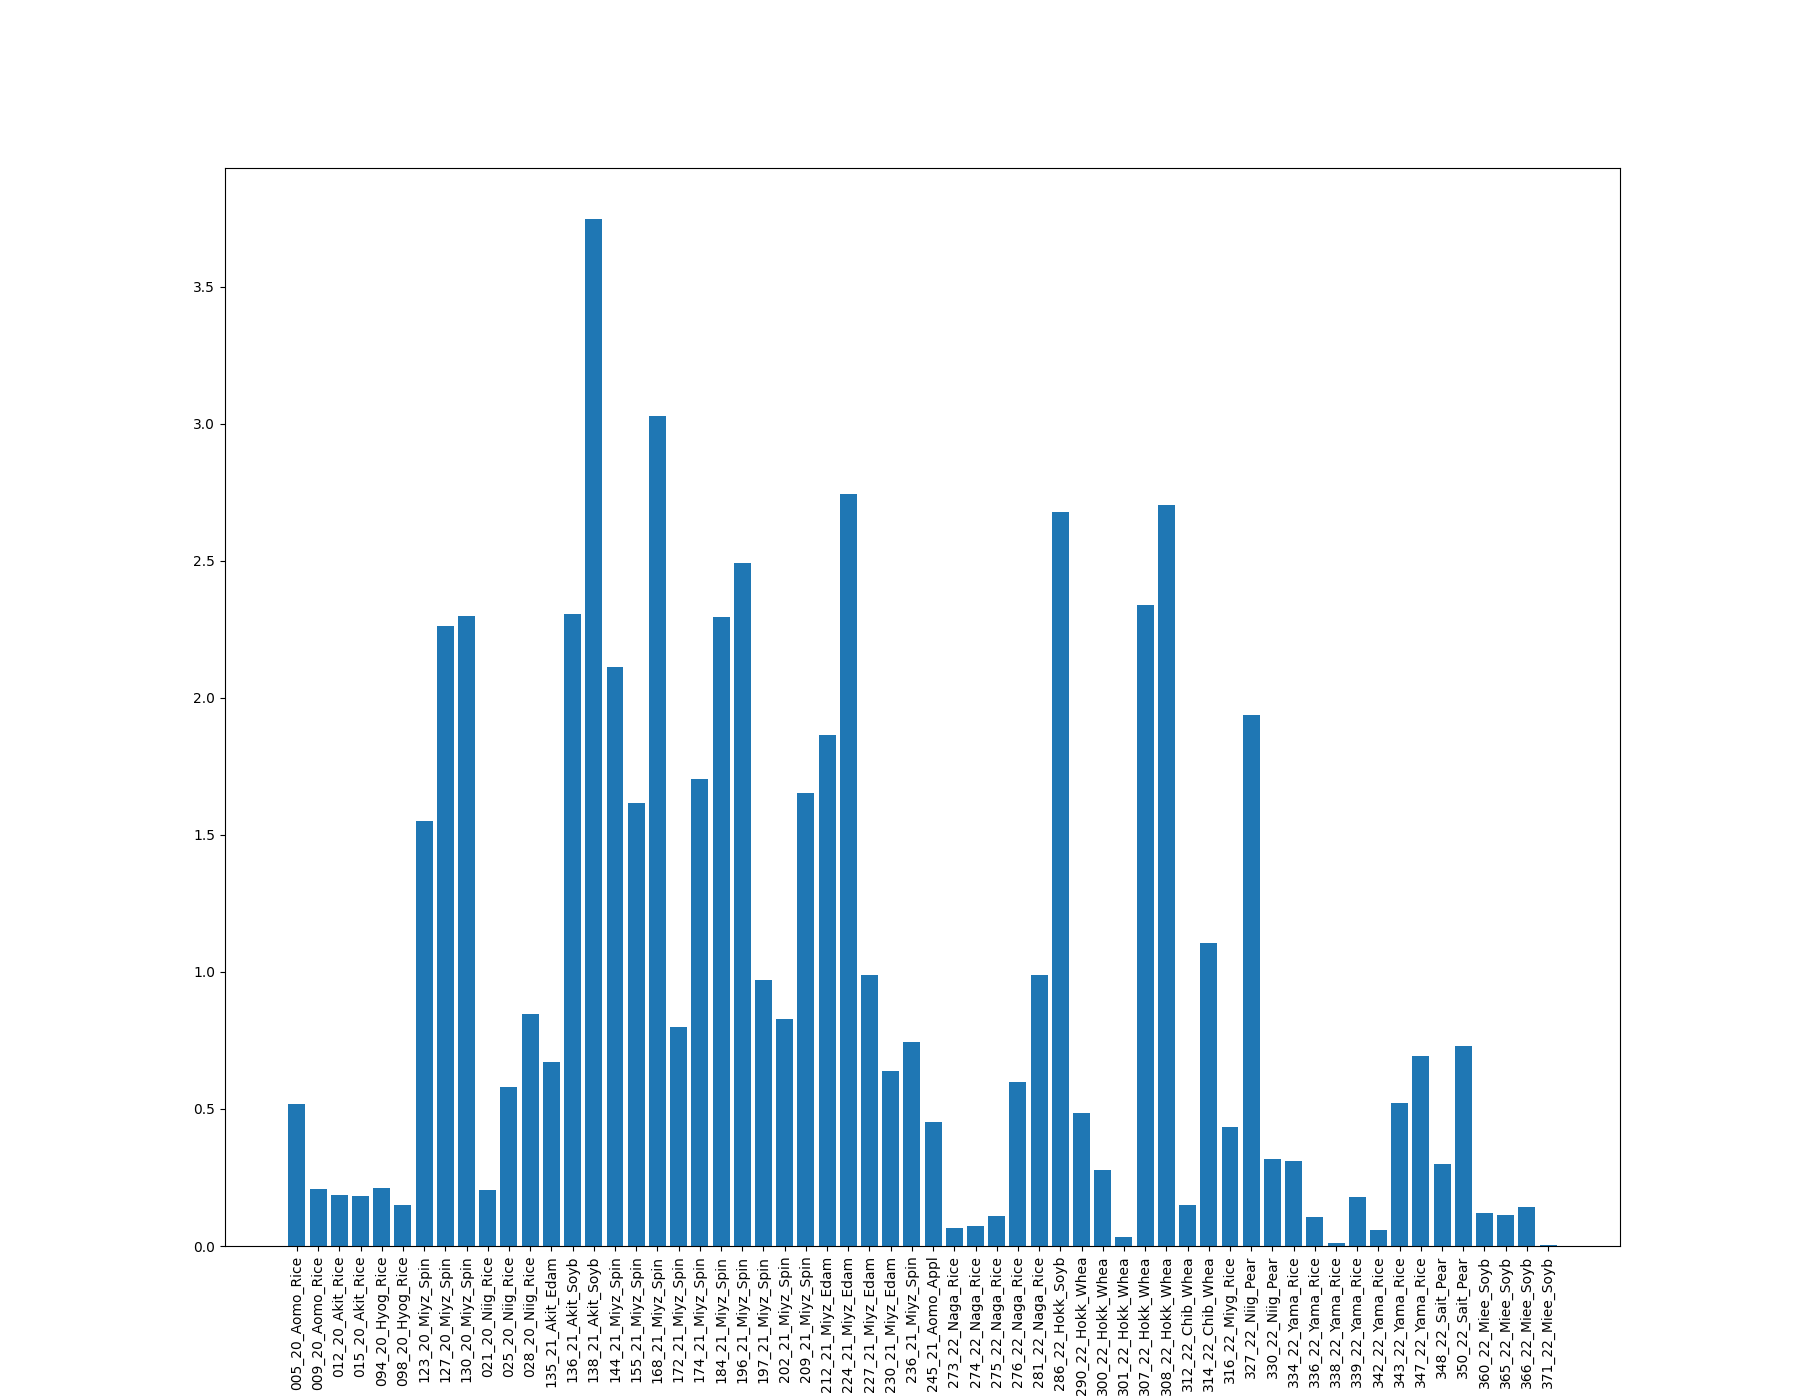 3.5
3.0
2.5
2.0
1.5
1.0
0.5
0.0
005_20_Aomo_Rice
009_20_Aomo_Rice
012_20_Akit_Rice
015_20_Akit_Rice
094_20_Hyog_Rice
098_20_Hyog_Rice
123_20_Miyz_Spin
127_20_Miyz_Spin
130_20_Miyz_Spin
021_20_Niig_Rice
025_20_Niig_Rice
028_20_Niig_Rice
135_21_Akit_Edam
136_21_Akit_Soyb
138_21_Akit_Soyb
144_21_Miyz_Spin
155_21_Miyz_Spin
168_21_Miyz_Spin
172_21_Miyz_Spin
174_21_Miyz_Spin
184_21_Miyz_Spin
196_21_Miyz_Spin
197_21_Miyz_Spin
202_21_Miyz_Spin
209_21_Miyz_Spin
212_21_Miyz_Edam
224_21_Miyz_Edam
227_21_Miyz_Edam
230_21_Miyz_Edam
236_21_Miyz_Spin
245_21_Aomo_Appl
273_22_Naga_Rice
274_22_Naga_Rice
275_22_Naga_Rice
276_22_Naga_Rice
281_22_Naga_Rice
286_22_Hokk_Soyb
290_22_Hokk_Whea
300_22_Hokk_Whea
301_22_Hokk_Whea
307_22_Hokk_Whea
308_22_Hokk_Whea
312_22_Chib_Whea
314_22_Chib_Whea
316_22_Miyg_Rice
327_22_Niig_Pear
330_22_Niig_Pear
334_22_Yama_Rice
336_22_Yama_Rice
338_22_Yama_Rice
339_22_Yama_Rice
342_22_Yama_Rice
343_22_Yama_Rice
347_22_Yama_Rice
348_22_Sait_Pear
350_22_Sait_Pear
360_22_Miee_Soyb
365_22_Miee_Soyb
366_22_Miee_Soyb
371_22_Miee_Soyb